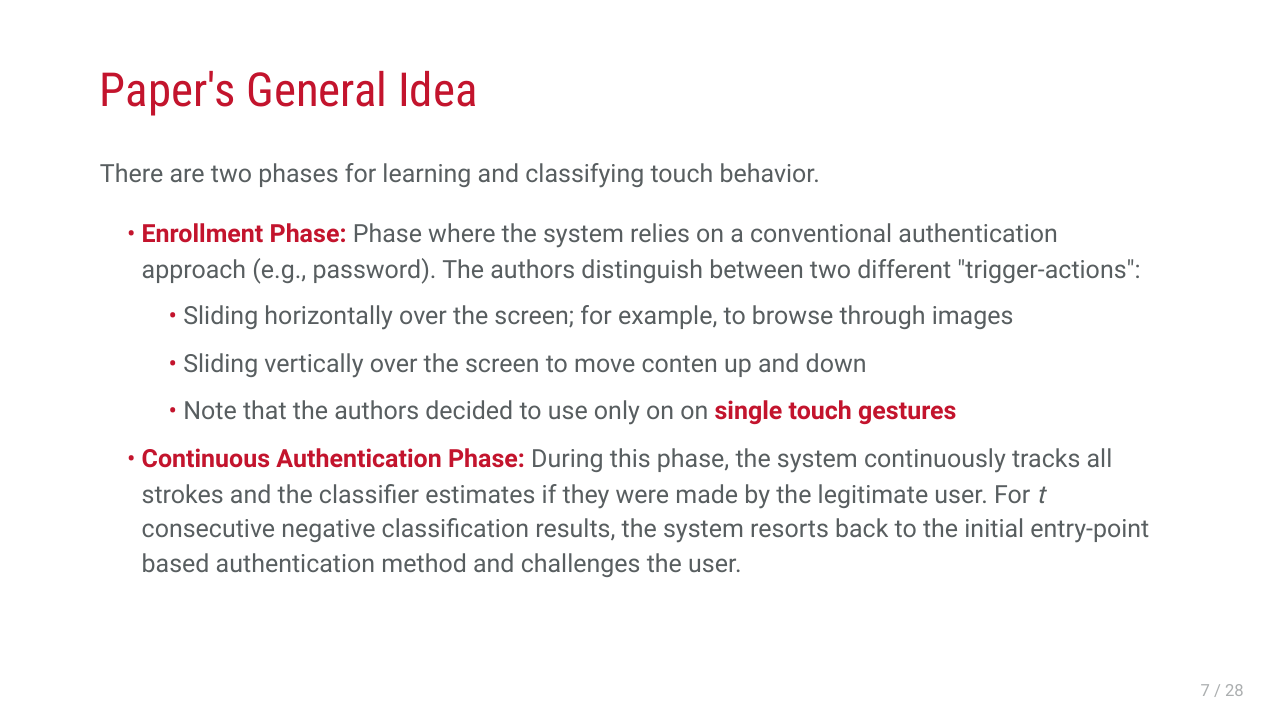 Paper's General Idea
There are two phases for learning and classifying touch behavior.
• Enrollment Phase: Phase where the system relies on a conventional authentication
approach (e.g., password). The authors distinguish between two different "trigger-actions":
• Sliding horizontally over the screen; for example, to browse through images
• Sliding vertically over the screen to move conten up and down
• Note that the authors decided to use only on on single touch gestures
• Continuous Authentication Phase: During this phase, the system continuously tracks all
strokes and the classifier estimates if they were made by the legitimate user. For t
consecutive negative classification results, the system resorts back to the initial entry-point
based authentication method and challenges the user.
7 / 28